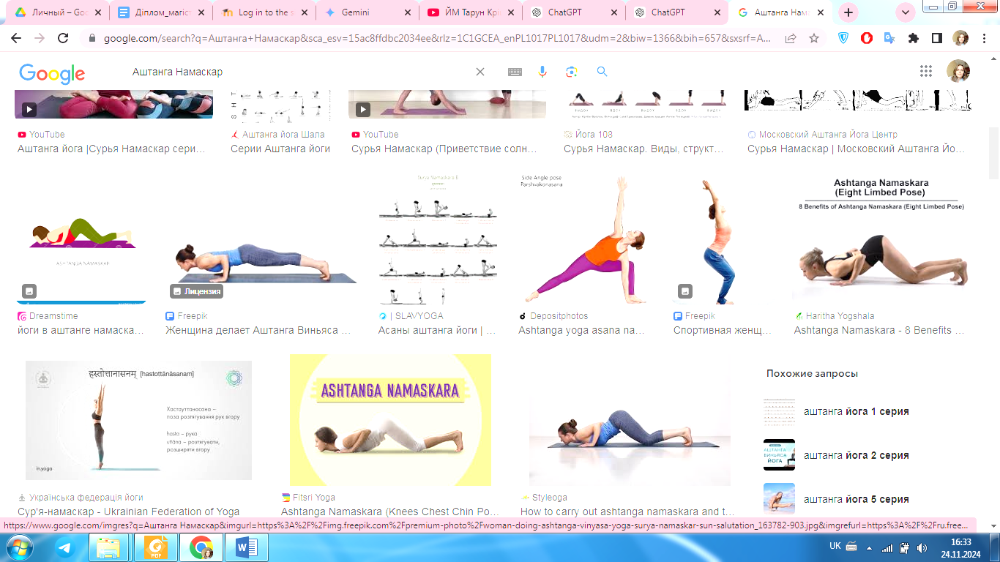 Личный – Goo
Діплом_магіст
Log in to the s
Gemini
ЙМ Тарун Крі
ChatGPT
ChatGPT
Аштанга Нам
google.com/search?q=Аштанга+Намаскар&sca_esv=15ac8ffdbc2034ee&rlz=1C1GCEA_enPL1017PL1017&udm=2&biw=1366&bih=657&sxsrf=A...
Google
Аштанга Намаскар
YouTube
Аштанга йога |Сурья Намаскар сери...
Аштанга йога Шала
Серии Аштанга йоги
YouTube
Сурья Намаскар (Приветствие солн...
Йога 108
Сурья Намаскар. Виды, структ...
Московский Аштанга Йога Центр
Сурья Намаскар | Московский Аштанга Йо...
ASHTANGA NAMASKAR
Dreamstime
йоги в аштанге намаска...
Лицензия
Freepik
Женщина делает Аштанга Виньяса ...
Surya Namaskara
| SLAVYOGA
Асаны аштанга йоги | ...
Side Angle pose
Parshvakonasana
Depositphotos
Ashtanga yoga asana na...
Freepik
Спортивная женщ...
Ashtanga Namaskara
(Eight Limbed Pose)
8 Benefits of Ashtanga Namaskara (Eight Limbed Pose)
Haritha Yogshala
Ashtanga Namaskara - 8 Benefits ...
हस्तोत्तानासनम् [hastottānāsanam]
Хастауттанасана –
поза розтягування рук вгору
hasta – рука
uttāna – розтягувати,
розширяти вгору
in.yoga
Українська федерація йоги
Сур'я-намаскар - Ukrainian Federation of Yoga
ASHTANGA NAMASKARA
Fitsri Yoga
Ashtanga Namaskara (Knees Chest Chin Po...
Styleoga
How to carry out ashtanga namaskara and t...
Похожие запросы
аштанга йога 1 серия
аштанга йога 2 серия
АШТАНГА
ВИНЬЯСА
ЙОГА
аштанга йога 5 серия
https://www.google.com/imgres?q=Аштанга Намаскар&imgurl=https%3A%2F%2Fimg.freepik.com%2Fpremium-photo%2Fwoman-doing-ashtanga-vinyasa-yoga-surya-namaskar-sun-salutation_163782-903.jpg&imgrefurl=https%3A%2F%2Fru.free...
PDF
UK
16:33
24.11.2024